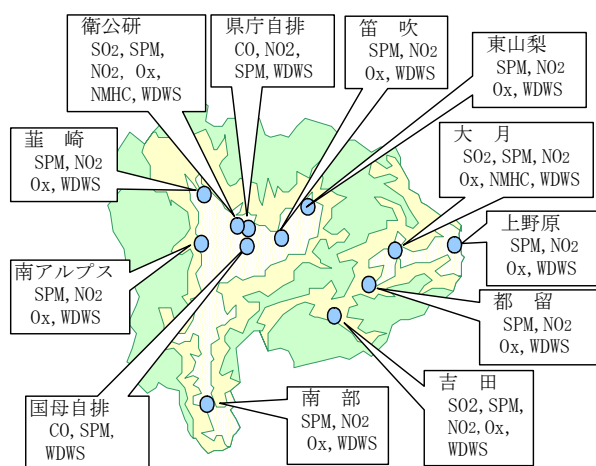 衛公研
SO2, SPM,
NO2, Ox,
NMHC, WDWS
県庁自排
CO, NO2,
SPM, WDWS
笛 吹
SPM, NO2
Ox, WDWS
東山梨
SPM, NO2
Ox, WDWS
韮 崎
SPM, NO2
Ox, WDWS
大 月
SO2, SPM, NO2
Ox, NMHC, WDWS
上野原
SPM, NO2
Ox, WDWS
南アルプス
SPM, NO2
Ox, WDWS
都 留
SPM, NO2
Ox, WDWS
国母自排
CO, SPM,
WDWS
南 部
SPM, NO2
Ox, WDWS
吉 田
SO2, SPM,
NO2, Ox,
WDWS